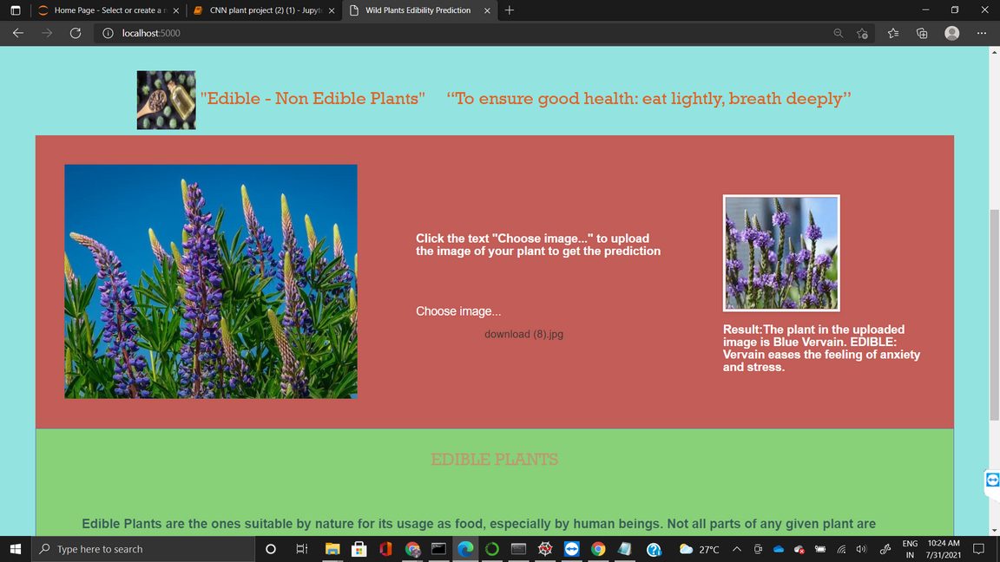 Home Page - Select or create a n
CNN plant project (2) (1) - Jupyt
Wild Plants Edibility Prediction
localhost:5000
"Edible - Non Edible Plants" “To ensure good health: eat lightly, breath deeply”
Click the text "Choose image..." to upload
the image of your plant to get the prediction
Choose image...
download (8).jpg
Result:The plant in the uploaded
image is Blue Vervain. EDIBLE:
Vervain eases the feeling of anxiety
and stress.
EDIBLE PLANTS
Edible Plants are the ones suitable by nature for its usage as food, especially by human beings. Not all parts of any given plant are
Type here to search
27°C
ENG
IN
10:24 AM
7/31/2021